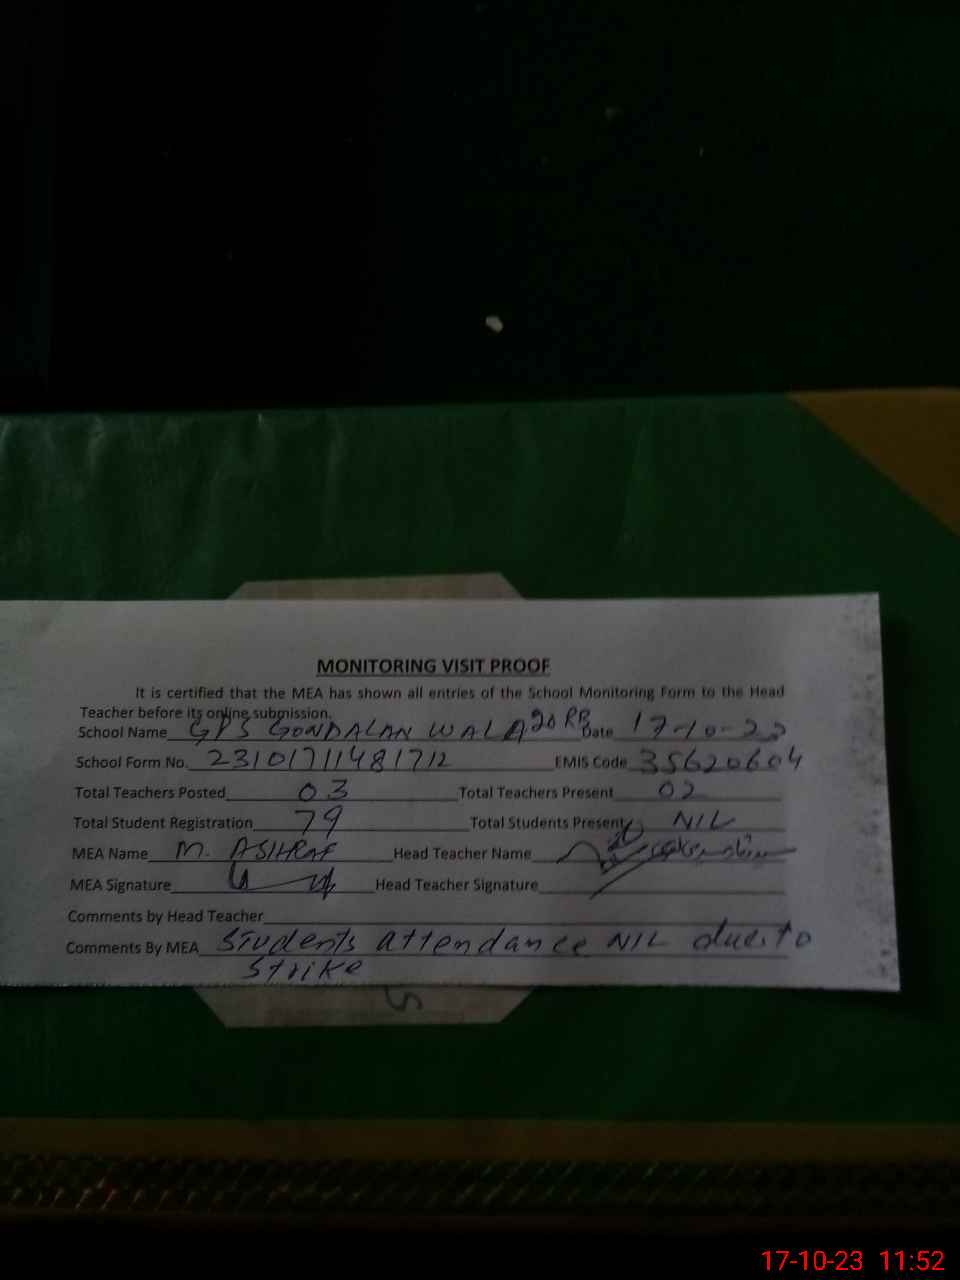 MONITORING VISIT PROOF
It is certified that the MEA has shown all entries of the School Monitoring Form to the Head
Teacher before its online submission.
School Name GPS GONDALAN WALA 20 RB Date 17-10-23
School Form No. 23101711481712 EMIS Code 35620604
Total Teachers Posted 03 Total Teachers Present 02
Total Student Registration 79 Total Students Present NIL
MEA Name M. ASHRAF Head Teacher Name
MEA Signature Head Teacher Signature
Comments by Head Teacher
Comments By MEA Students attendance NIL due to
Strike
5
17-10-23 11:52